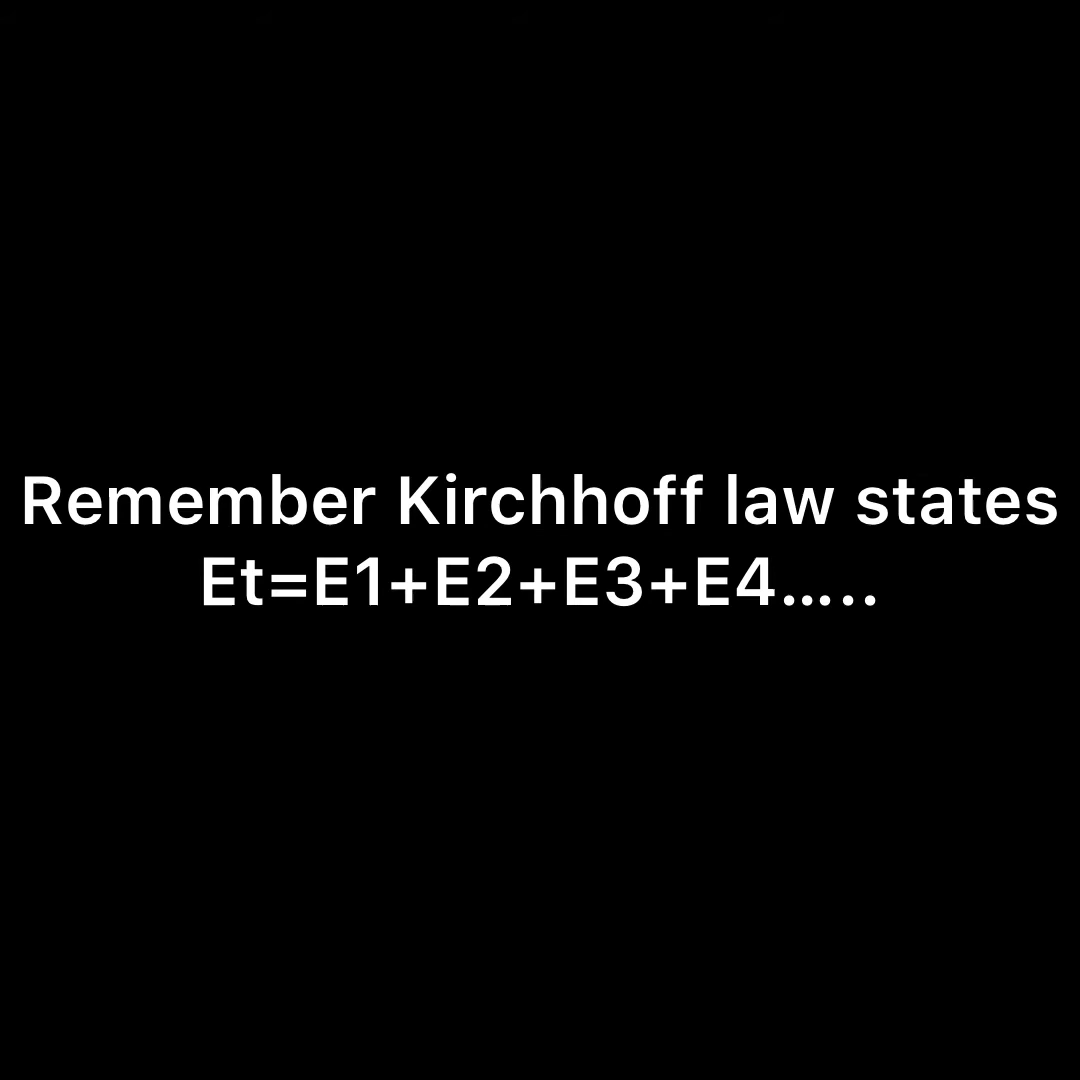 Remember Kirchhoff law states
Et=E1+E2+E3+E4.....